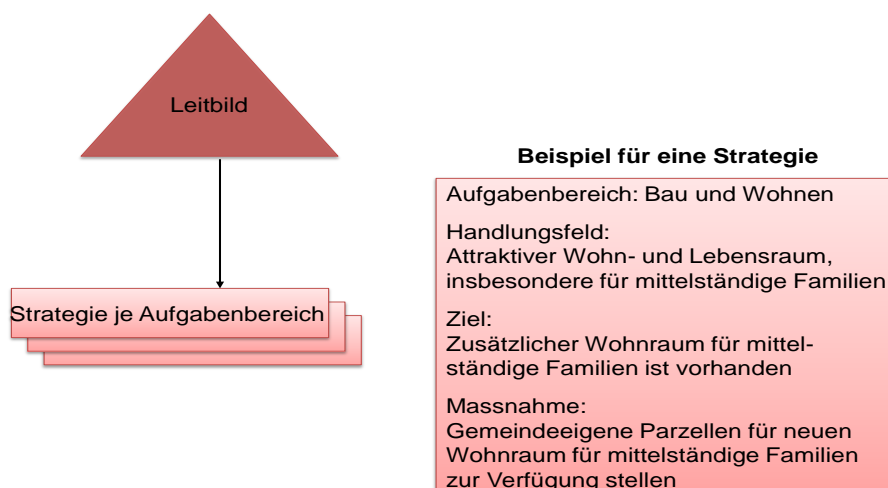 Leitbild
Strategie je Aufgabenbereich
Beispiel für eine Strategie
Aufgabenbereich: Bau und Wohnen
Handlungsfeld:
Attraktiver Wohn- und Lebensraum,
insbesondere für mittelständige Familien
Ziel:
Zusätzlicher Wohnraum für mittel-
ständige Familien ist vorhanden
Massnahme:
Gemeindeeigene Parzellen für neuen
Wohnraum für mittelständige Familien
zur Verfügung stellen